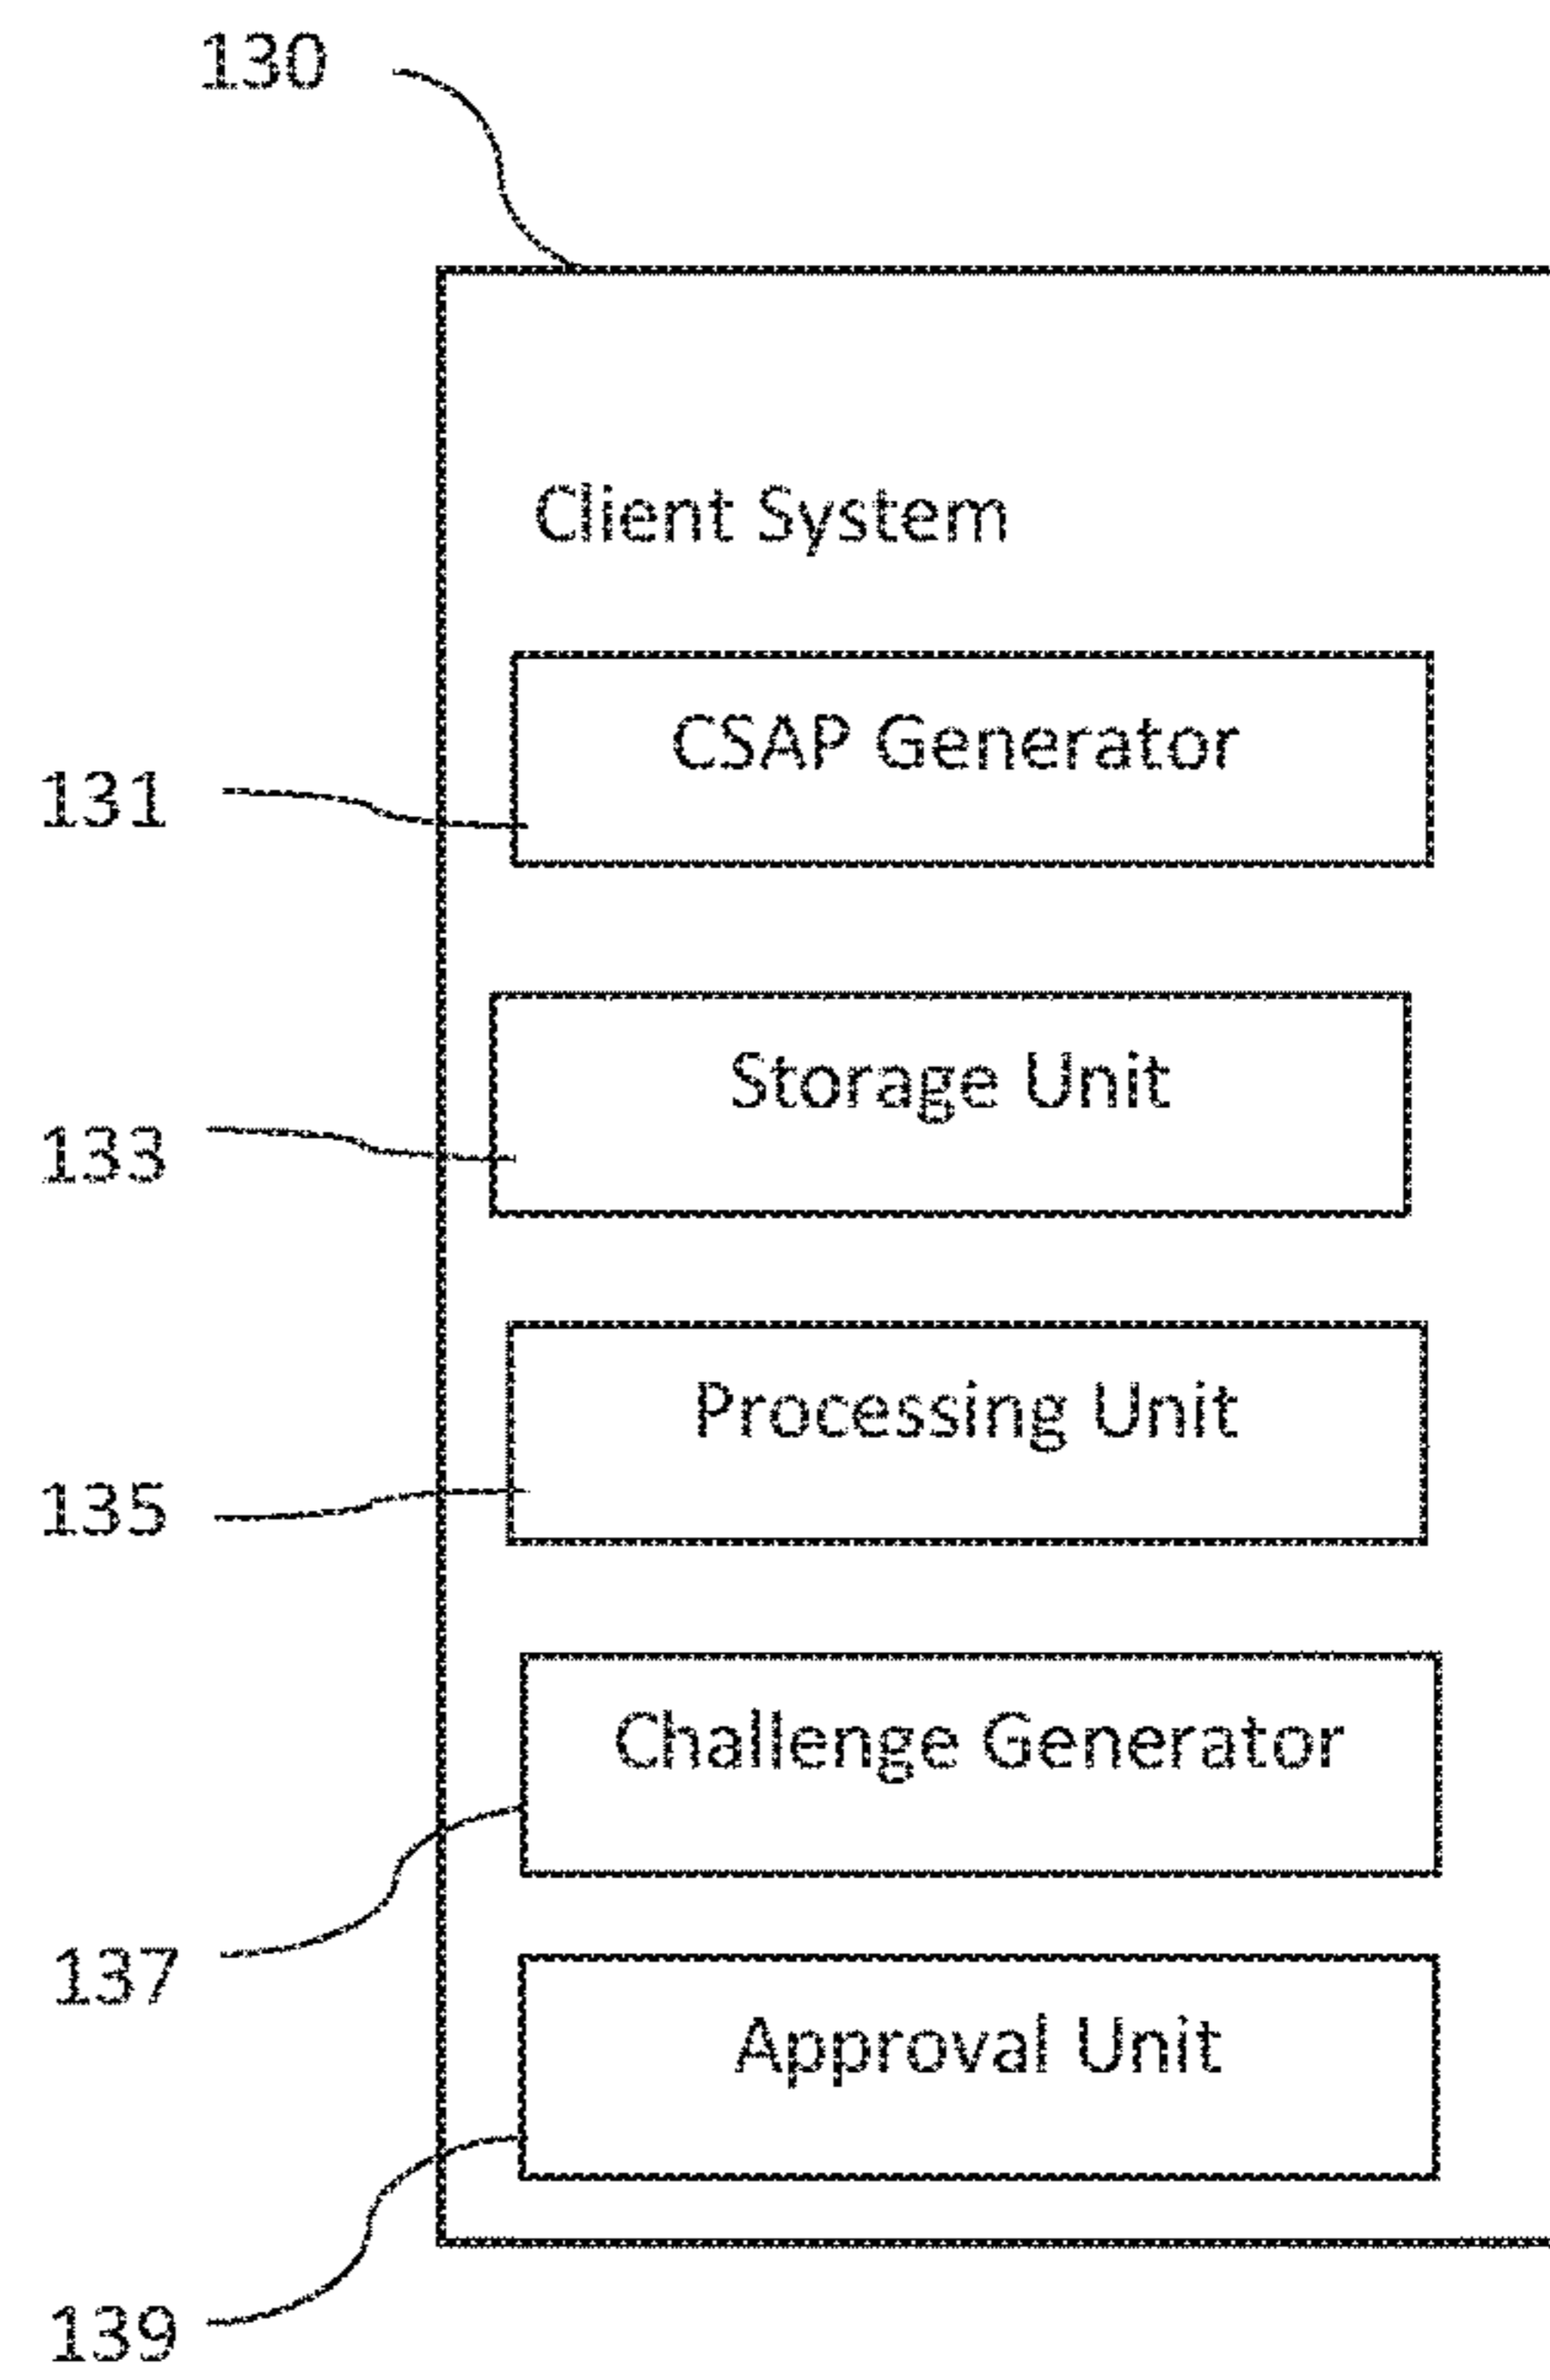 130
Client System
CSAP Generator
131
Storage Unit
133
Processing Unit
135
Challenge Generator
137
Approval Unit
139